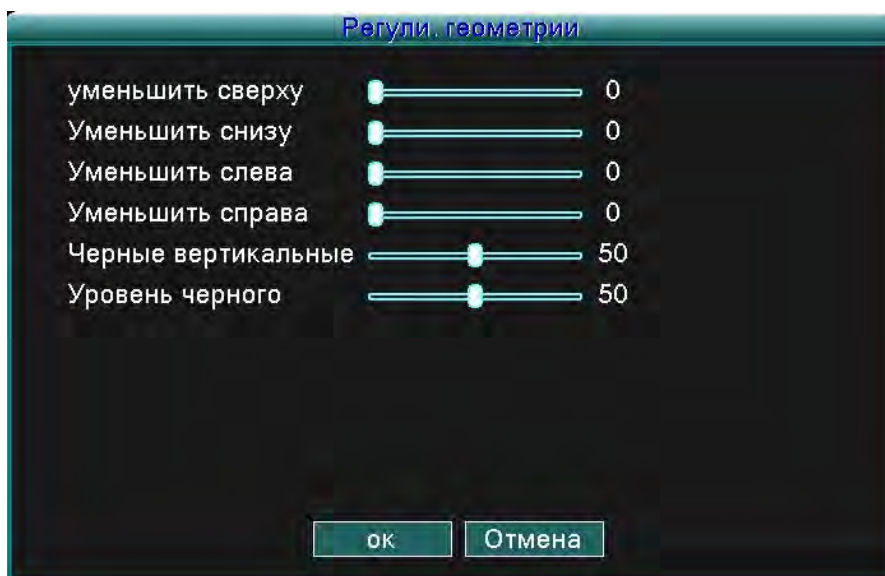 Регули. геометрии
уменьшить сверху 0
Уменьшить снизу 0
Уменьшить слева 0
Уменьшить справа 0
Черные вертикальные 50
Уровень черного 50
ок Отмена